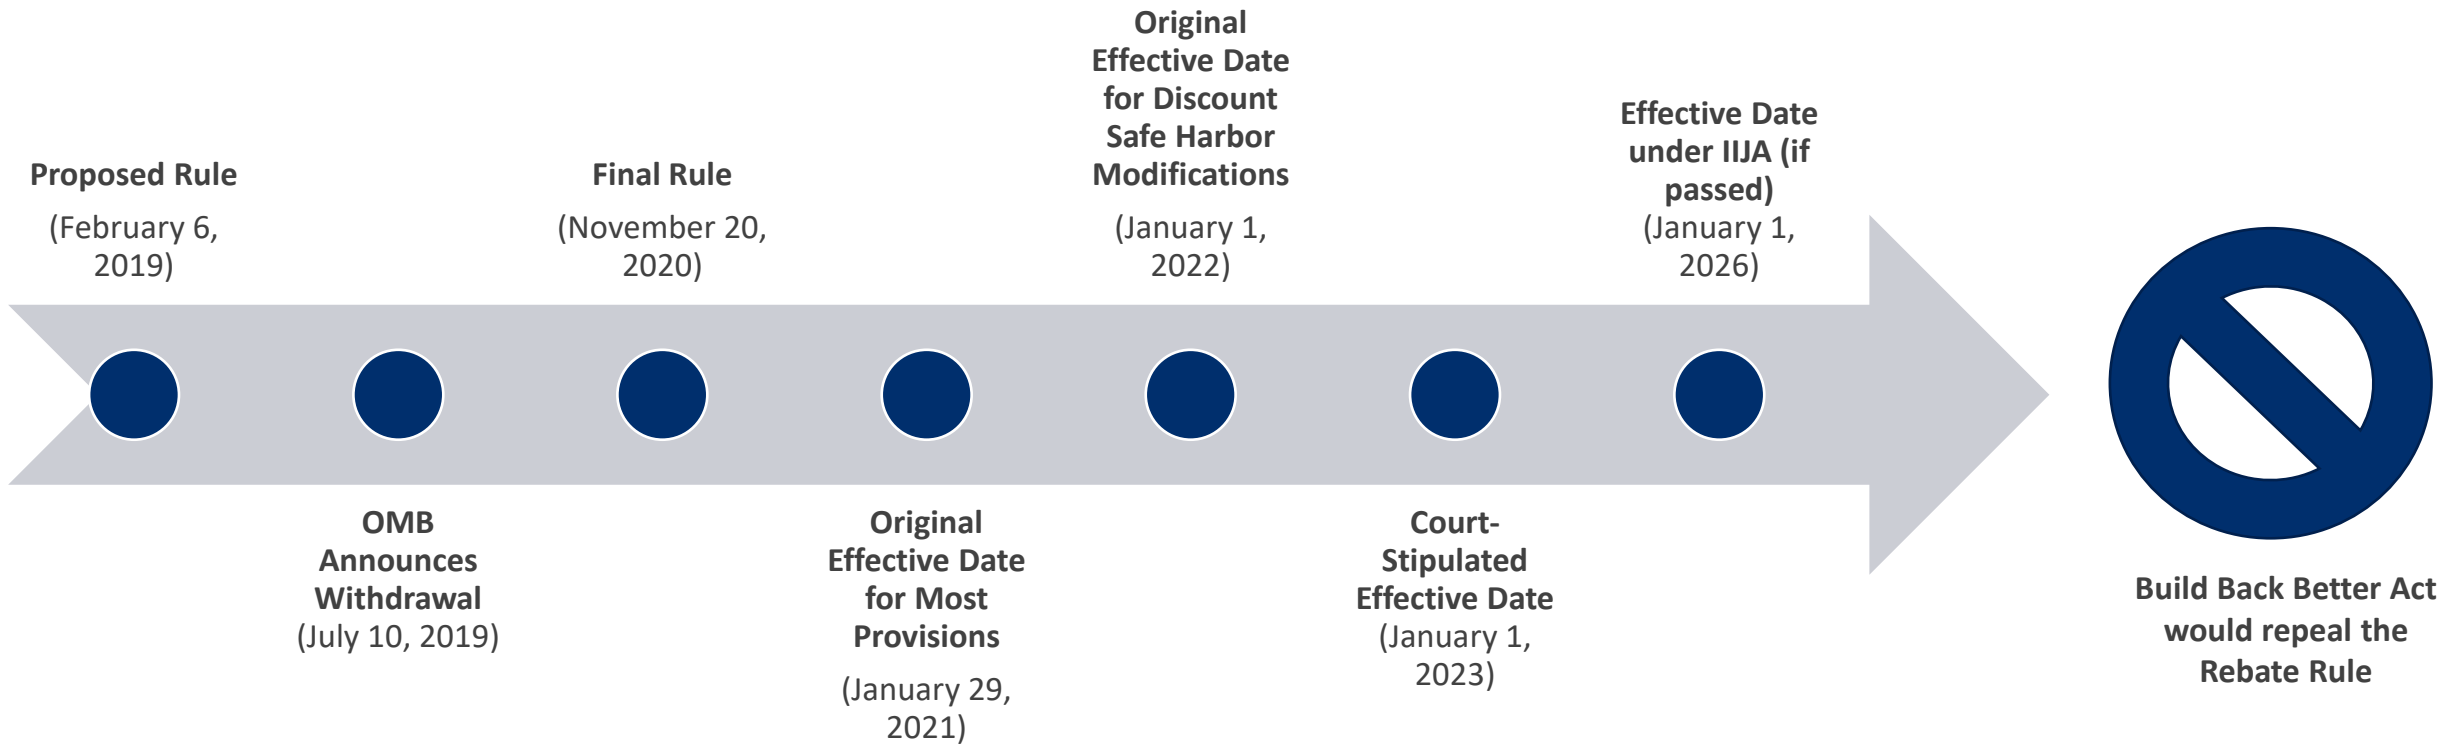 Proposed Rule
(February 6,
2019)
OMB
Announces
Withdrawal
(July 10, 2019)
Final Rule
(November 20,
2020)
Original
Effective Date
for Most
Provisions
(January 29,
2021)
Original
Effective Date
for Discount
Safe Harbor
Modifications
(January 1,
2022)
Court-
Stipulated
Effective Date
(January 1,
2023)
Effective Date
under IIJA (if
passed)
(January 1,
2026)
Build Back Better Act
would repeal the
Rebate Rule